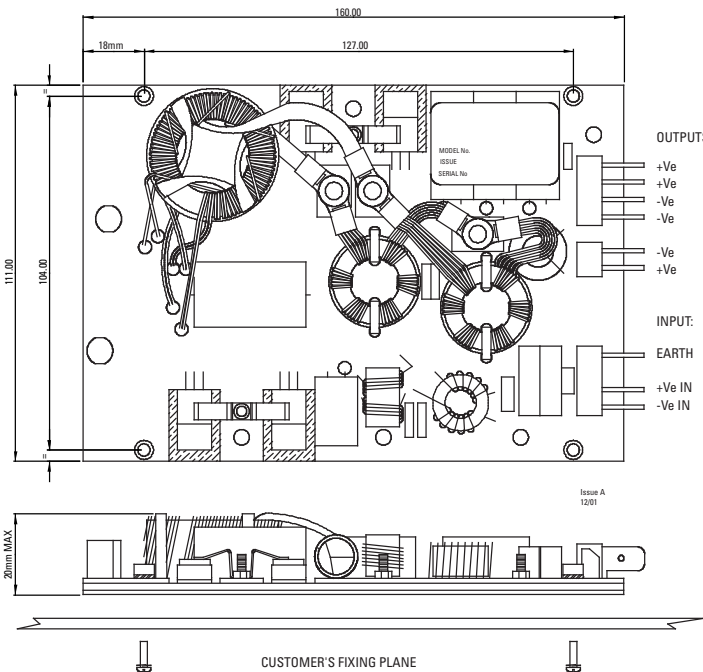 160.00
18mm
127.00
=
MODEL No.
ISSUE
SERIAL No
OUTPUTS
+Ve
+Ve
-Ve
-Ve
-Ve
+Ve
111.00
104.00
INPUT:
EARTH
+Ve IN
-Ve IN
=
Issue A
12/01
20mm MAX
CUSTOMER'S FIXING PLANE